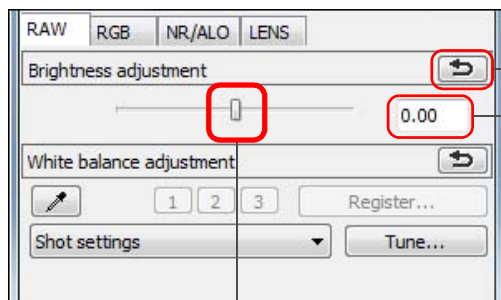 RAW RGB NR/ALO LENS
Brightness adjustment
0.00
White balance adjustment
1 2 3 Register...
Shot settings Tune...